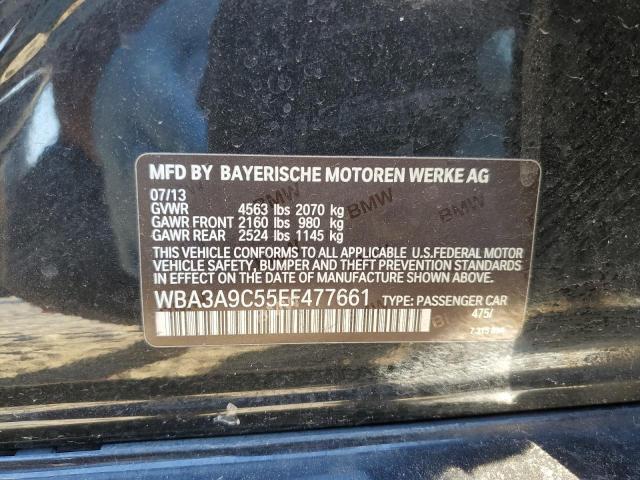 MFD BY BAYERISCHE MOTOREN WERKE AG
07/13
GVWR 4563 lbs 2070 kg
GAWR FRONT 2160 lbs 980 kg
GAWR REAR 2524 lbs 1145 kg
THIS VEHICLE CONFORMS TO ALL APPLICABLE U.S.FEDERAL MOTOR
VEHICLE SAFETY, BUMPER, AND THEFT PREVENTION STANDARDS
IN EFFECT ON THE DATE OF MANUFACTURE SHOWN ABOVE.
WBA3A9C55EF477661 TYPE: PASSENGER CAR
475/